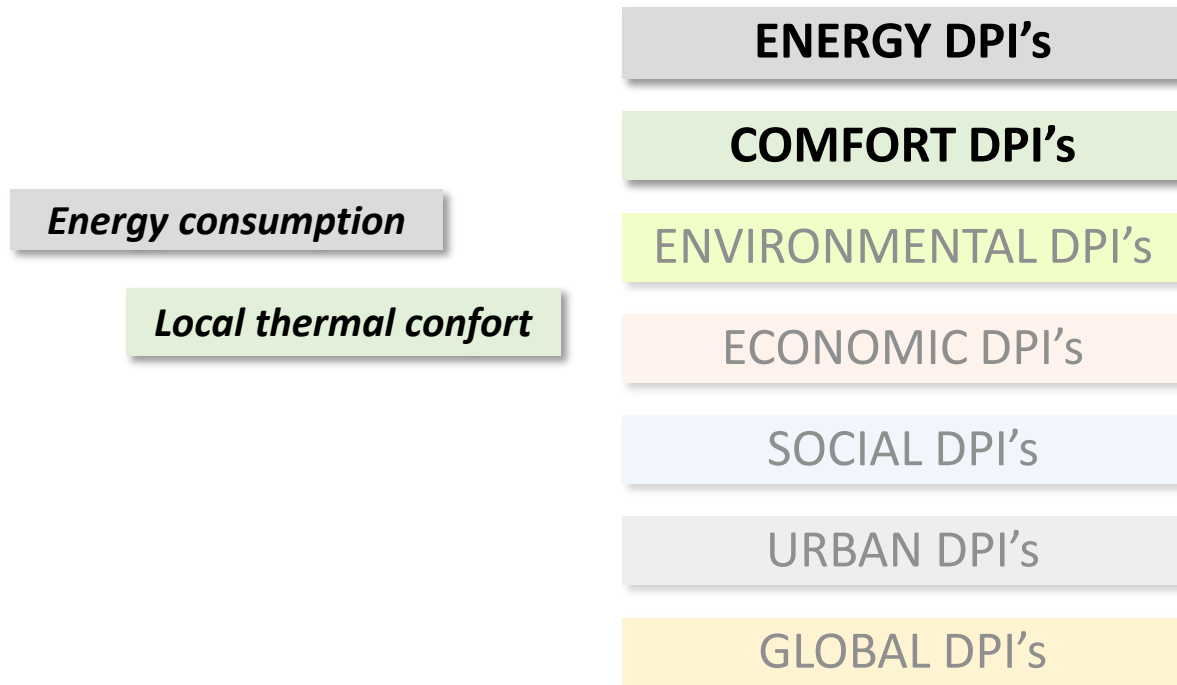 ENERGY DPI’s
COMFORT DPI’s
Energy consumption
ENVIRONMENTAL DPI’s
Local thermal confort
ECONOMIC DPI’s
SOCIAL DPI’s
URBAN DPI’s
GLOBAL DPI’s